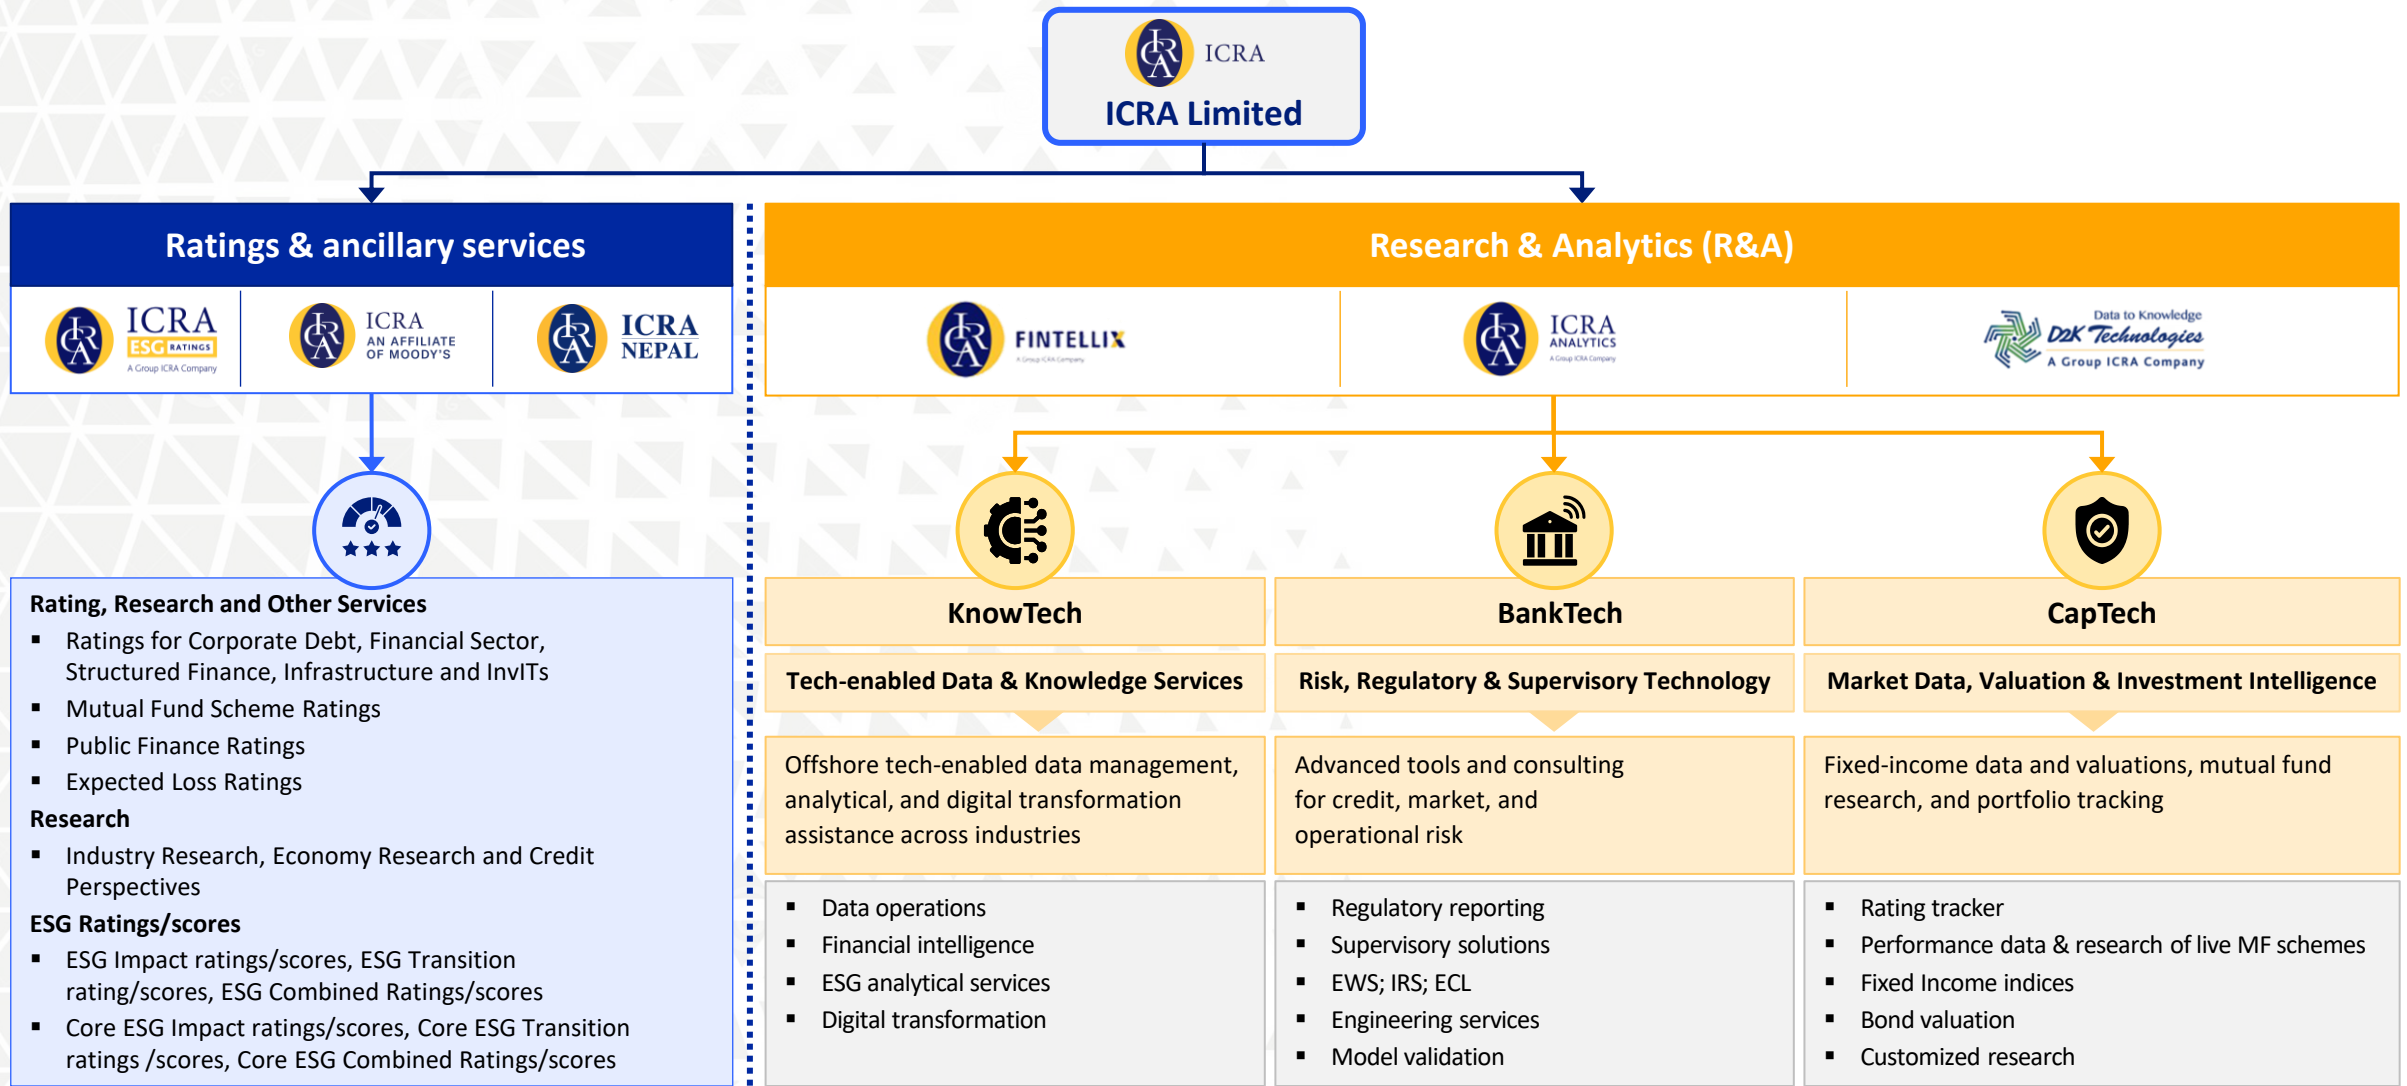 ICRA
ICRA Limited
Ratings & ancillary services
Research & Analytics (R&A)
ICRA
ESG RATINGS
A Group ICRA Company
ICRA
AN AFFILIATE
OF MOODY'S
ICRA
NEPAL
FINTELLIX
A Group ICRA Company
ICRA
ANALYTICS
A Group ICRA Company
Data to Knowledge
D2K Technologies
A Group ICRA Company
Rating, Research and Other Services
▪ Ratings for Corporate Debt, Financial Sector,
Structured Finance, Infrastructure and InvITs
▪ Mutual Fund Scheme Ratings
▪ Public Finance Ratings
▪ Expected Loss Ratings
Research
▪ Industry Research, Economy Research and Credit
Perspectives
ESG Ratings/scores
▪ ESG Impact ratings/scores, ESG Transition
rating/scores, ESG Combined Ratings/scores
▪ Core ESG Impact ratings/scores, Core ESG Transition
ratings /scores, Core ESG Combined Ratings/scores
KnowTech
Tech-enabled Data & Knowledge Services
Offshore tech-enabled data management,
analytical, and digital transformation
assistance across industries
▪ Data operations
▪ Financial intelligence
▪ ESG analytical services
▪ Digital transformation
BankTech
Risk, Regulatory & Supervisory Technology
Advanced tools and consulting
for credit, market, and
operational risk
▪ Regulatory reporting
▪ Supervisory solutions
▪ EWS; IRS; ECL
▪ Engineering services
▪ Model validation
CapTech
Market Data, Valuation & Investment Intelligence
Fixed-income data and valuations, mutual fund
research, and portfolio tracking
▪ Rating tracker
▪ Performance data & research of live MF schemes
▪ Fixed Income indices
▪ Bond valuation
▪ Customized research